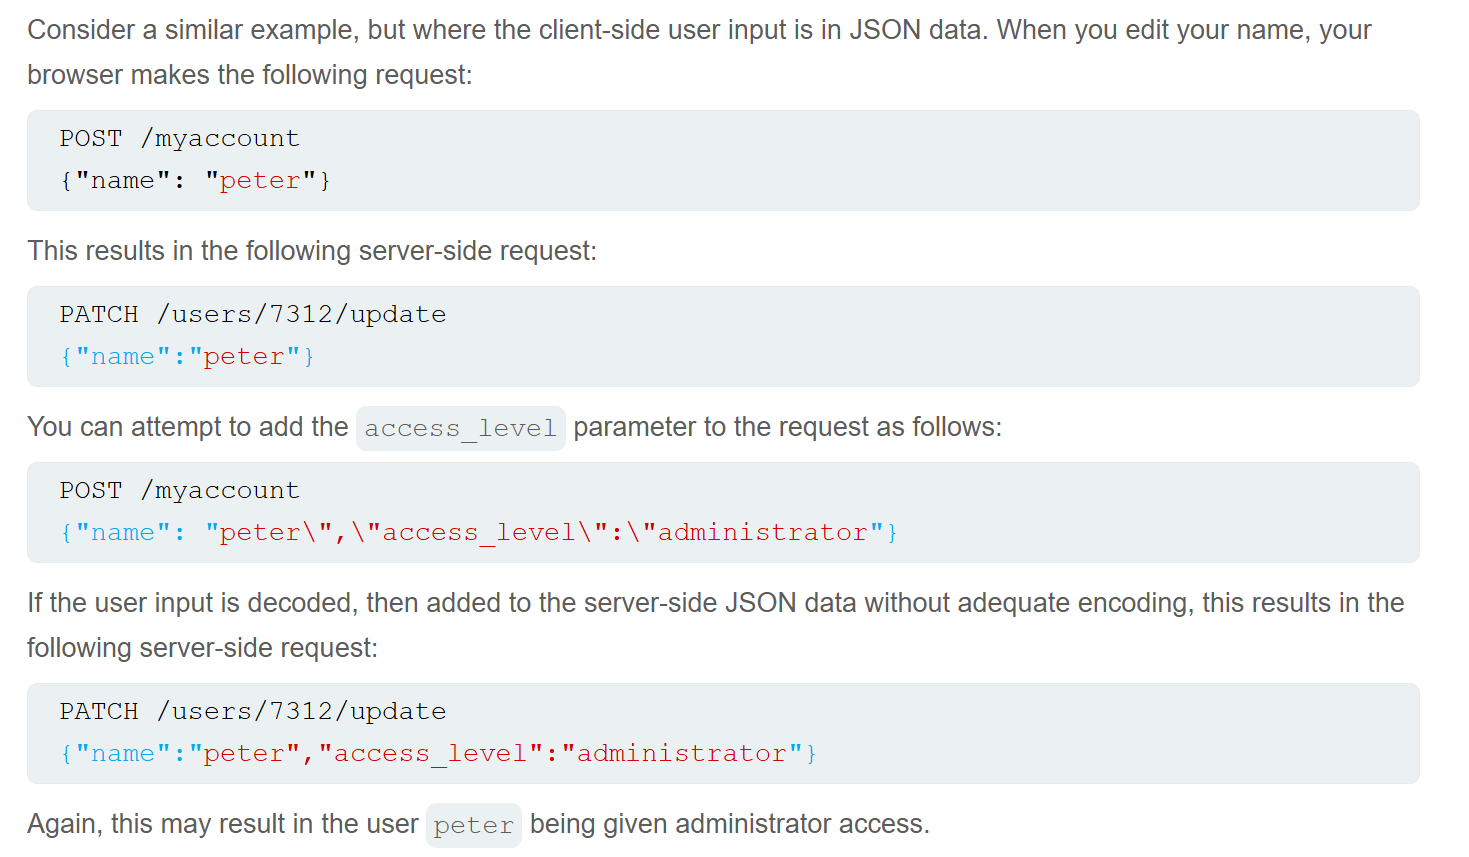 Consider a similar example, but where the client-side user input is in JSON data. When you edit your name, your
browser makes the following request:
POST /myaccount
{"name": "peter"}
This results in the following server-side request:
PATCH /users/7312/update
{"name":"peter"}
You can attempt to add the access_level parameter to the request as follows:
POST /myaccount
{"name": "peter\",\"access_level\":\"administrator"}
If the user input is decoded, then added to the server-side JSON data without adequate encoding, this results in the
following server-side request:
PATCH /users/7312/update
{"name":"peter","access_level":"administrator"}
Again, this may result in the user peter being given administrator access.